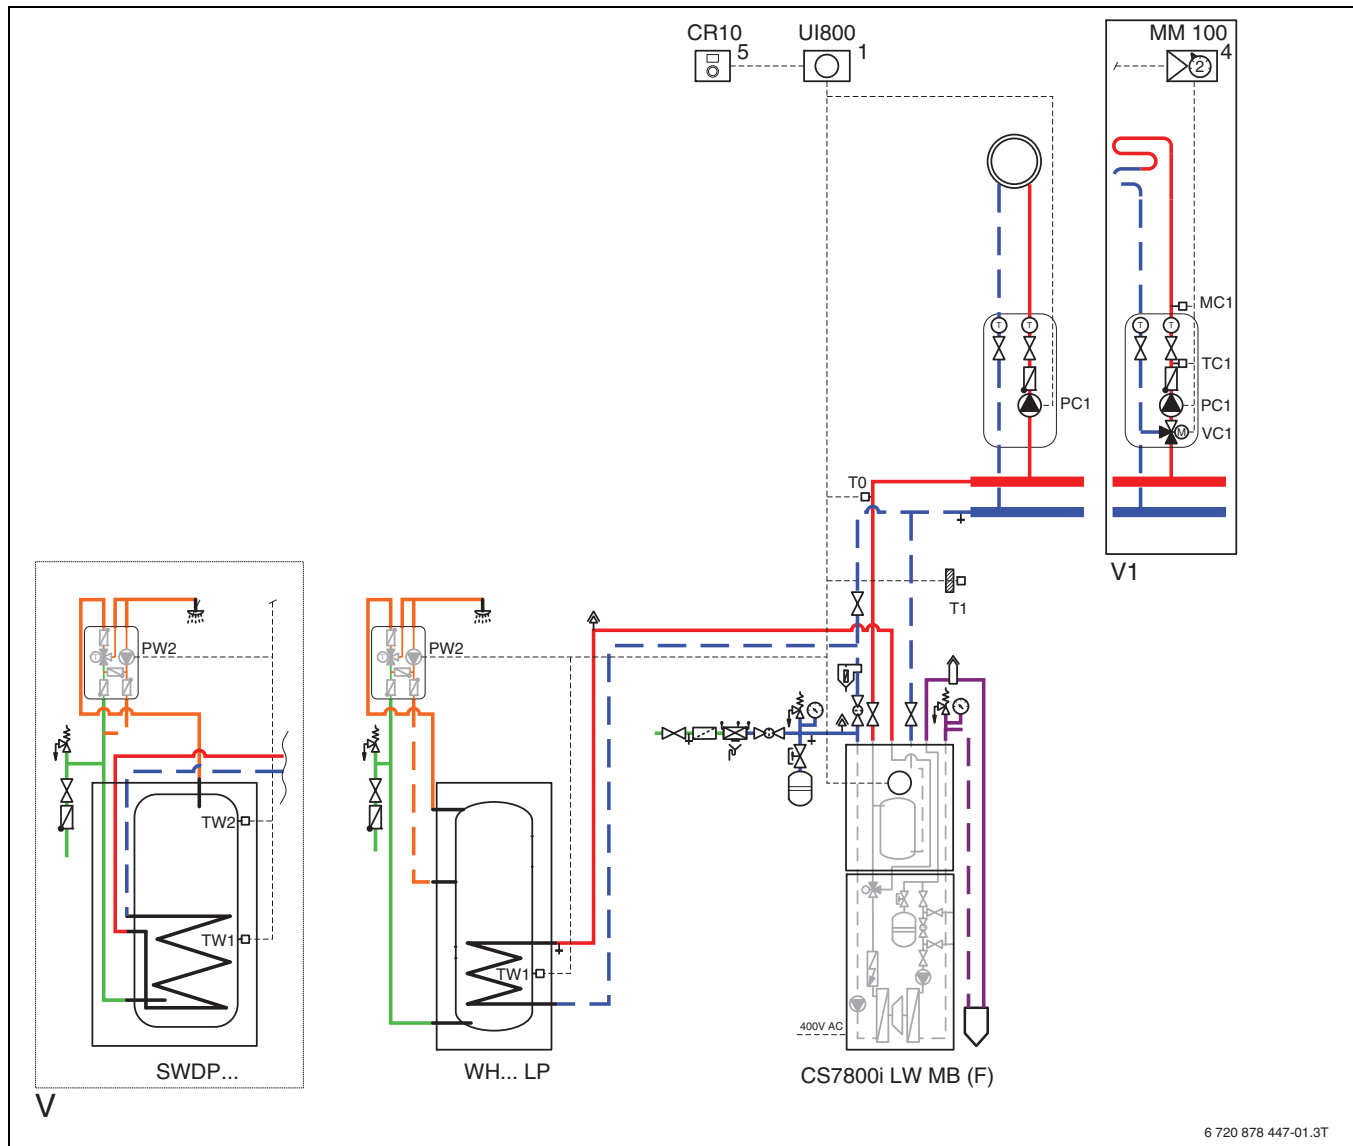 CR10
5
UI800
1
MM 100
4
2
MC1
T
T
T
T
TC1
PC1
PC1
M
VC1
T0
T1
V1
PW2
T
PW2
T
TW2
TW1
TW1
400V AC
SWDP...
WH... LP
CS7800i LW MB (F)
V
6 720 878 447-01.3T